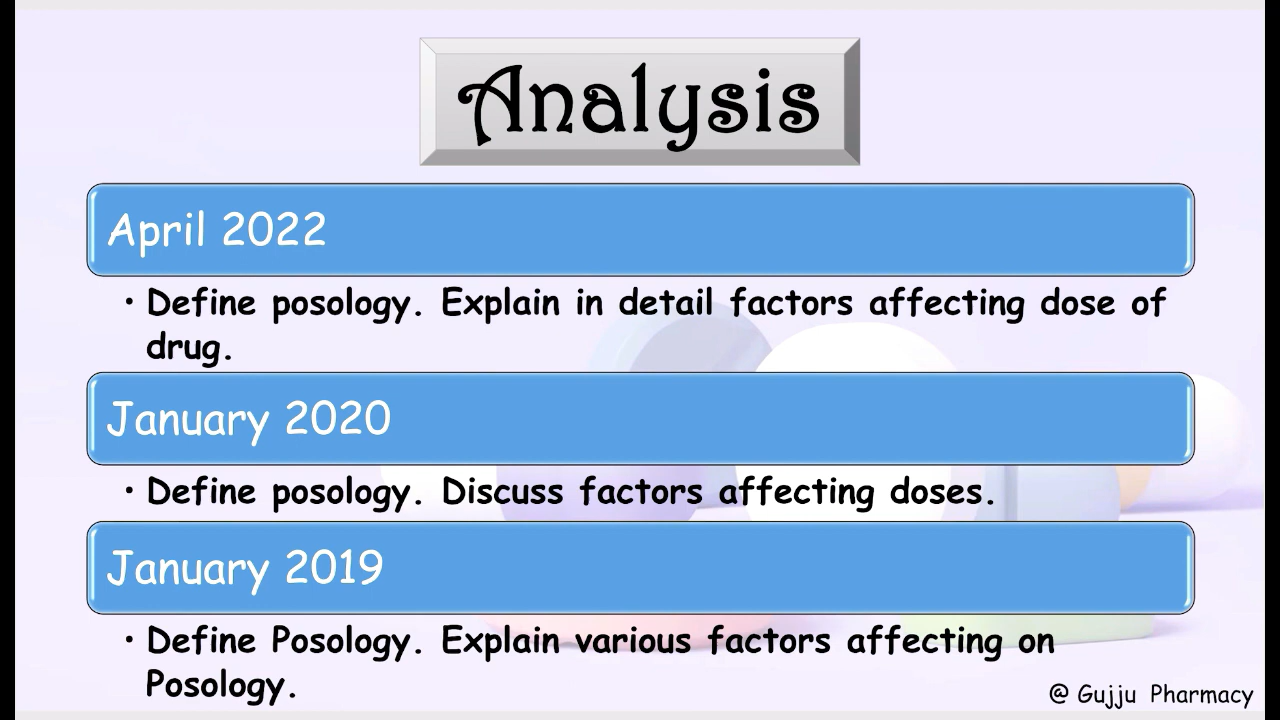 Analysis
April 2022
• Define posology. Explain in detail factors affecting dose of
drug.
January 2020
• Define posology. Discuss factors affecting doses.
January 2019
• Define Posology. Explain various factors affecting on
Posology.
@ Gujju Pharmacy